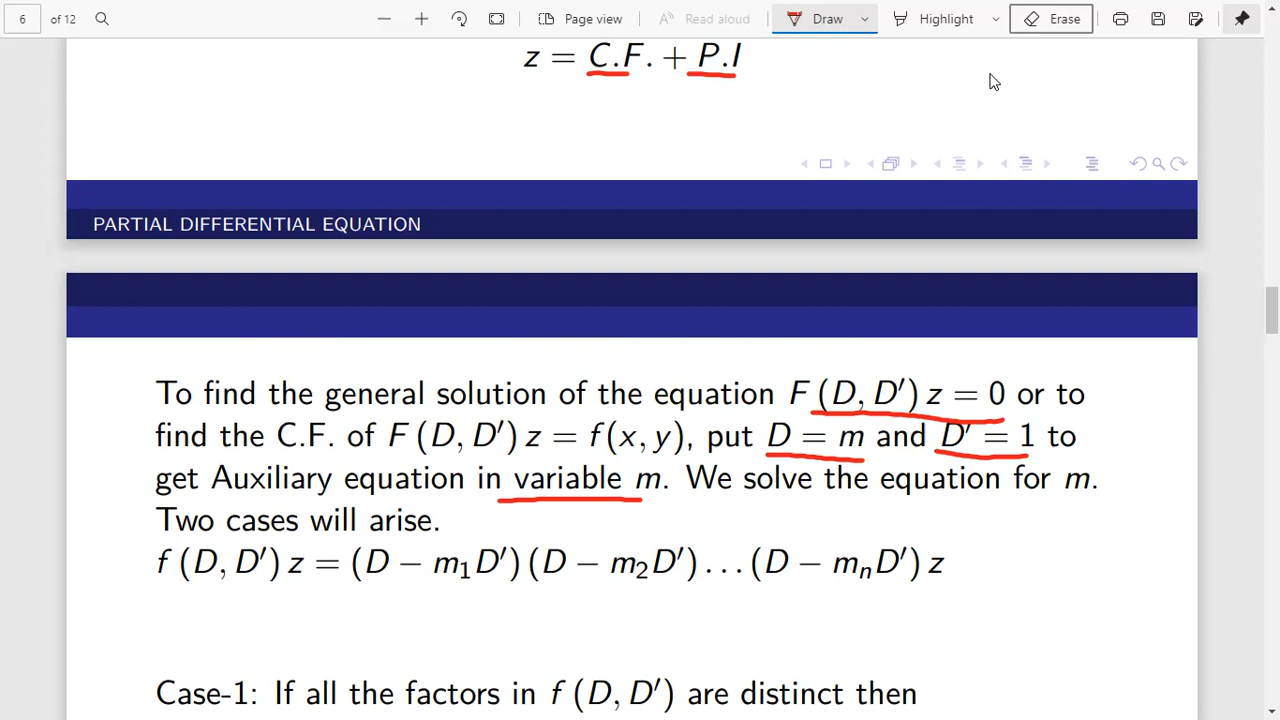 6 of 12 Page view Read aloud Draw Highlight Erase
z = C.F. + P.I
PARTIAL DIFFERENTIAL EQUATION
To find the general solution of the equation F (D, D′) z = 0 or to
find the C.F. of F (D, D′) z = f(x, y), put D = m and D′ = 1 to
get Auxiliary equation in variable m. We solve the equation for m.
Two cases will arise.
f (D, D′) z = (D − m₁D′) (D − m₂D′) . . . (D − mₙD′) z
Case-1: If all the factors in f (D, D′) are distinct then